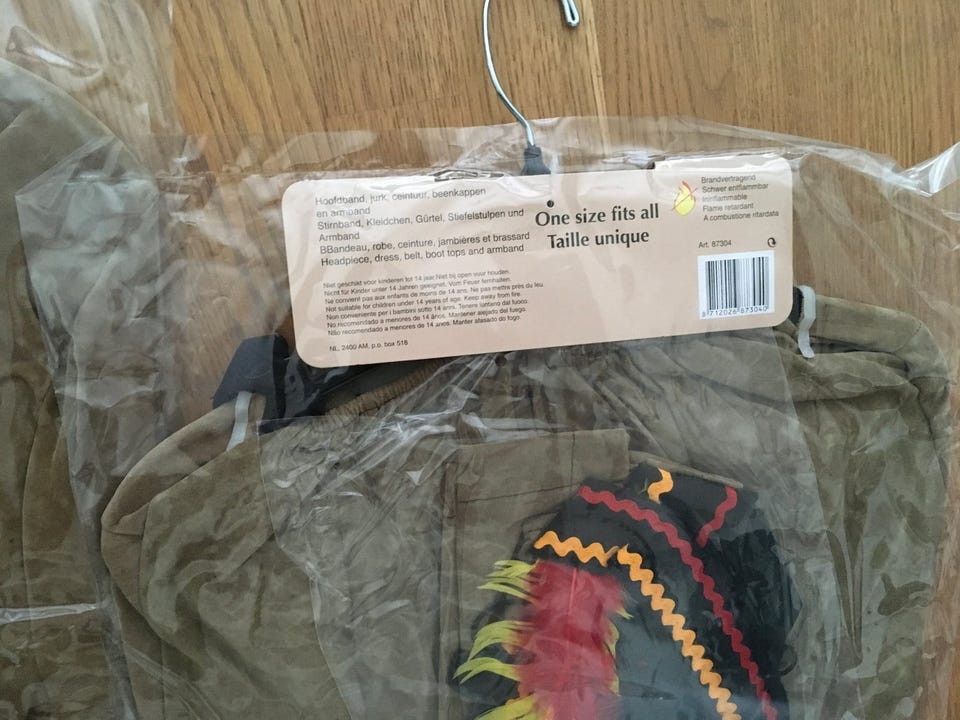 Hoofdband, jurk, ceintuur, beenkappen
en armband
Stirnband, Kleidchen, Gürtel, Stiefelstulpen und
Armband
BBandeau, robe, ceinture, jambières et brassard
Headpiece, dress, belt, boot tops and armband
One size fits all
Taille unique
Brandvertragend
Schwer entflammbar
Ininflammable
Flame retardant
A combustione ritardata
Art. 87304
8 712026 873040
Niet geschikt voor kinderen tot 14 jaar.Niet bij open vuur houden.
Nicht für Kinder unter 14 Jahren geeignet. Vom Feuer fernhalten.
Ne convient pas aux enfants de moins de 14 ans. Ne pas mettre près du feu.
Not suitable for children under 14 years of age. Keep away from fire.
Non conveniente per i bambini sotto 14 anni. Tenere lontano dal fuoco.
No recomendado a menores de 14 años. Mantener alejado del fuego.
Não recomendado a menores de 14 anos. Manter afasado do fogo.
NL, 2400 AM, p.o. box 518